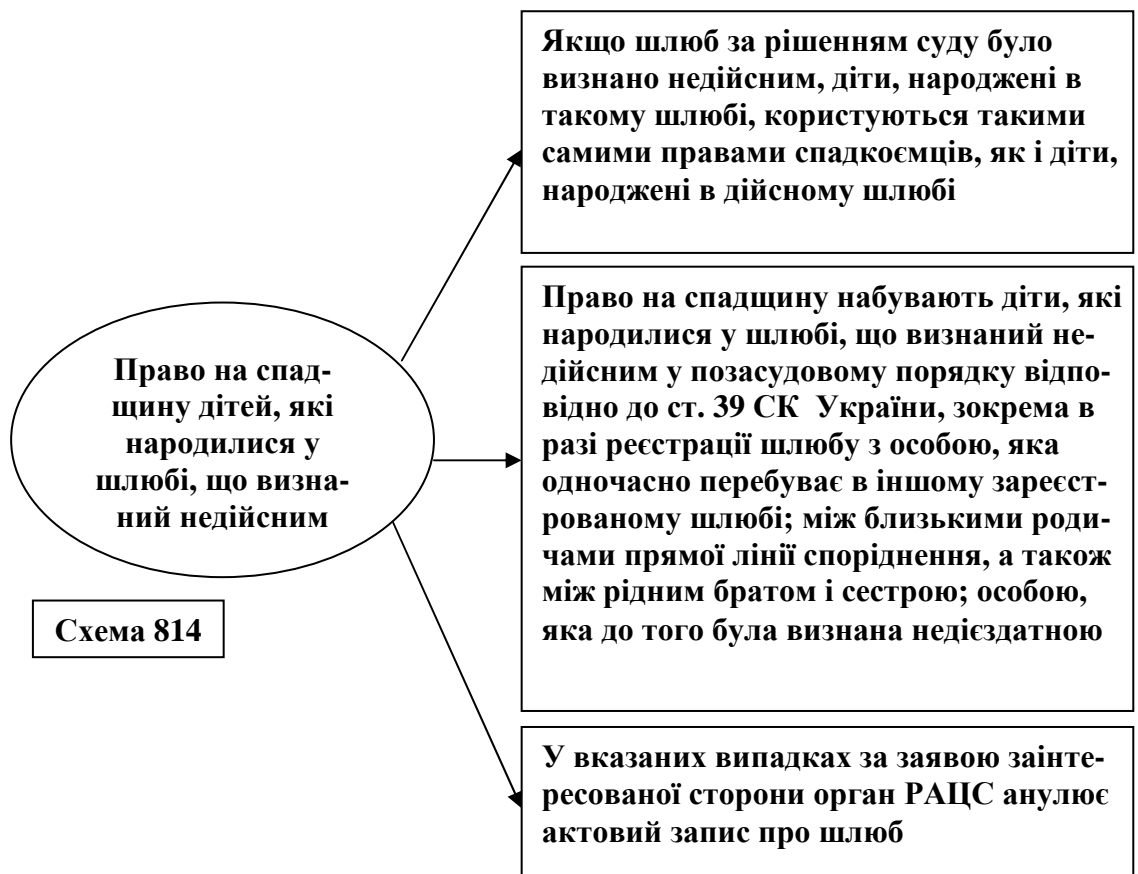 Якщо шлюб за рішенням суду було
визнано недійсним, діти, народжені в
такому шлюбі, користуються такими
самими правами спадкоємців, як і діти,
народжені в дійсному шлюбі
Право на спад-
щину дітей, які
народилися у
шлюбі, що визна-
ний недійсним
Право на спадщину набувають діти, які
народилися у шлюбі, що визнаний не-
дійсним у позасудовому порядку відпо-
відно до ст. 39 СК України, зокрема в
разі реєстрації шлюбу з особою, яка
одночасно перебуває в іншому зареєст-
рованому шлюбі; між близькими роди-
чами прямої лінії споріднення, а також
між рідним братом і сестрою; особою,
яка до того була визнана недієздатною
Схема 814
У вказаних випадках за заявою заінте-
ресованої сторони орган РАЦС анулює
актовий запис про шлюб